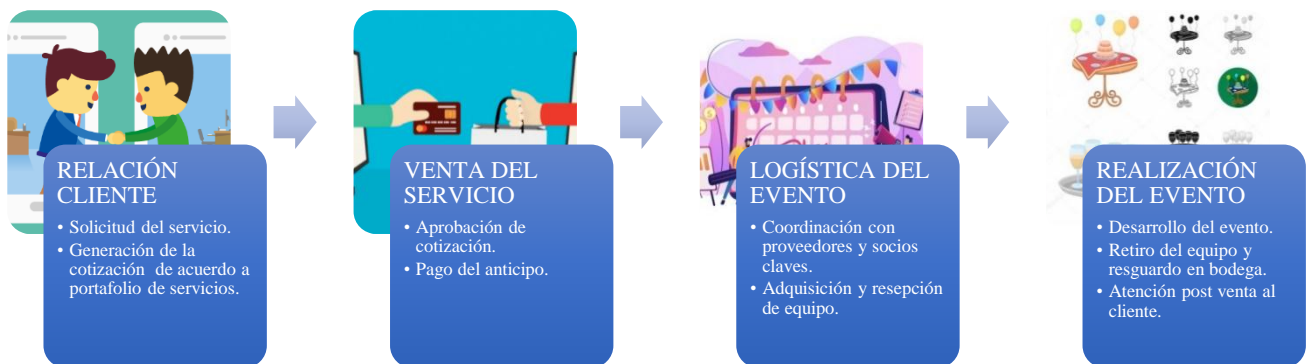 RELACIÓN
CLIENTE
• Solicitud del servicio.
• Generación de la
cotización de acuerdo a
portafolio de servicios.
VENTA DEL
SERVICIO
• Aprobación de
cotización.
• Pago del anticipo.
LOGÍSTICA DEL
EVENTO
• Coordinación con
proveedores y socios
claves.
• Adquisición y resepción
de equipo.
REALIZACIÓN
DEL EVENTO
• Desarrollo del evento.
• Retiro del equipo y
resguardo en bodega.
• Atención post venta al
cliente.